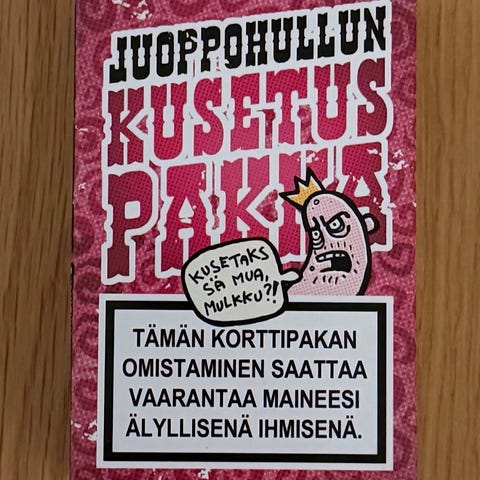 JUOPPOHULLUN
KUSETUS
PAKKA
KUSETAKS
SÄ MUA,
MULKKU?!
TÄMÄN KORTTIPAKAN
OMISTAMINEN SAATTAA
VAARANTAA MAINEESI
ÄLYLLISENÄ IHMISENÄ.